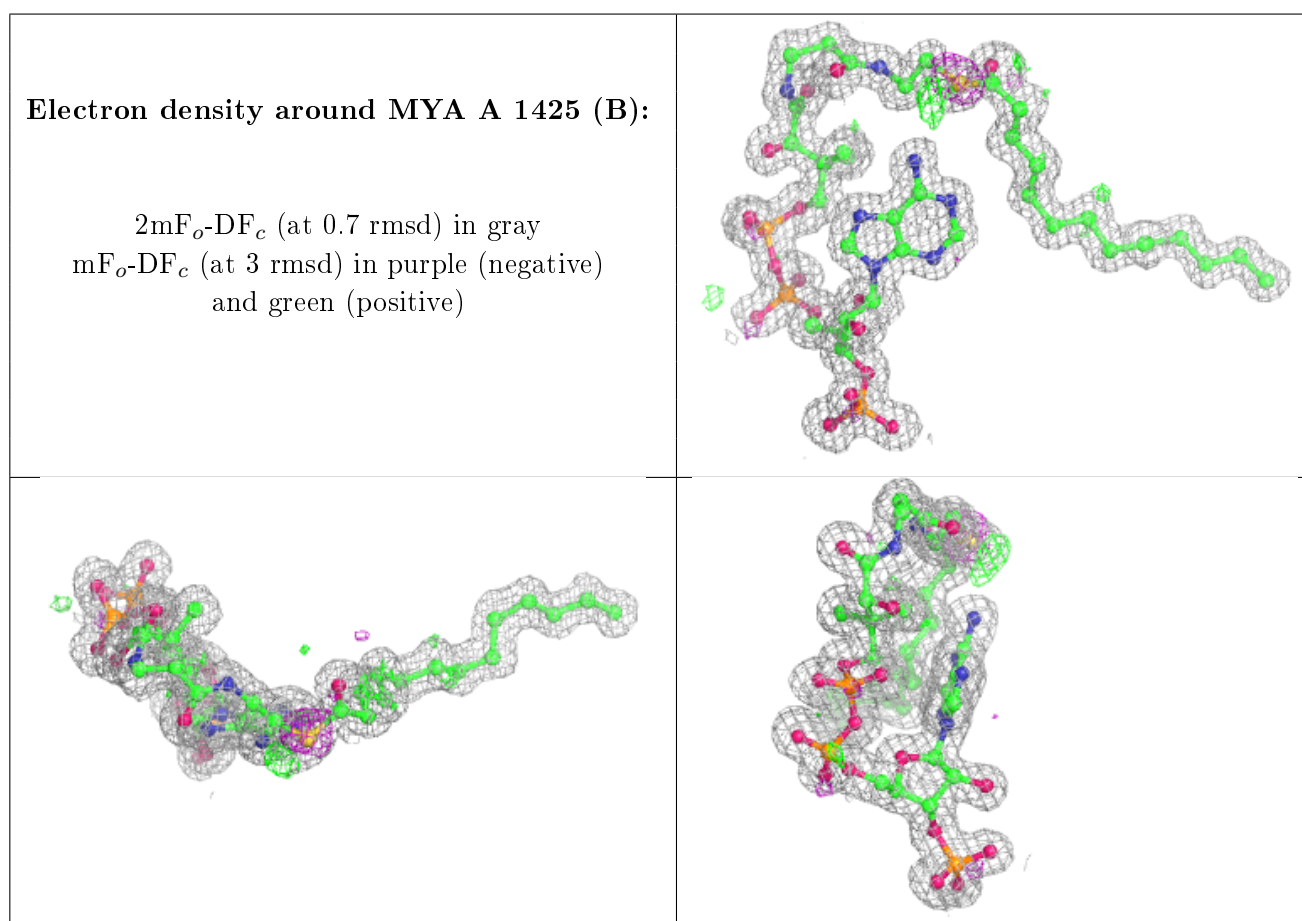 Electron density around MYA A 1425 (B):
2mFo-DFc (at 0.7 rmsd) in gray
mFo-DFc (at 3 rmsd) in purple (negative)
and green (positive)